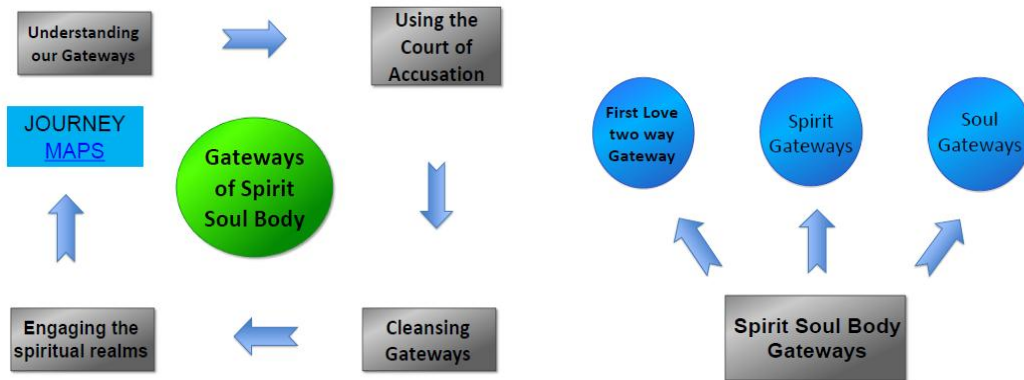 Understanding
our Gateways
Using the
Court of
Accusation
JOURNEY
MAPS
Gateways
of Spirit
Soul Body
Engaging the
spiritual realms
Cleansing
Gateways
First Love
two way
Gateway
Spirit
Gateways
Soul
Gateways
Spirit Soul Body
Gateways